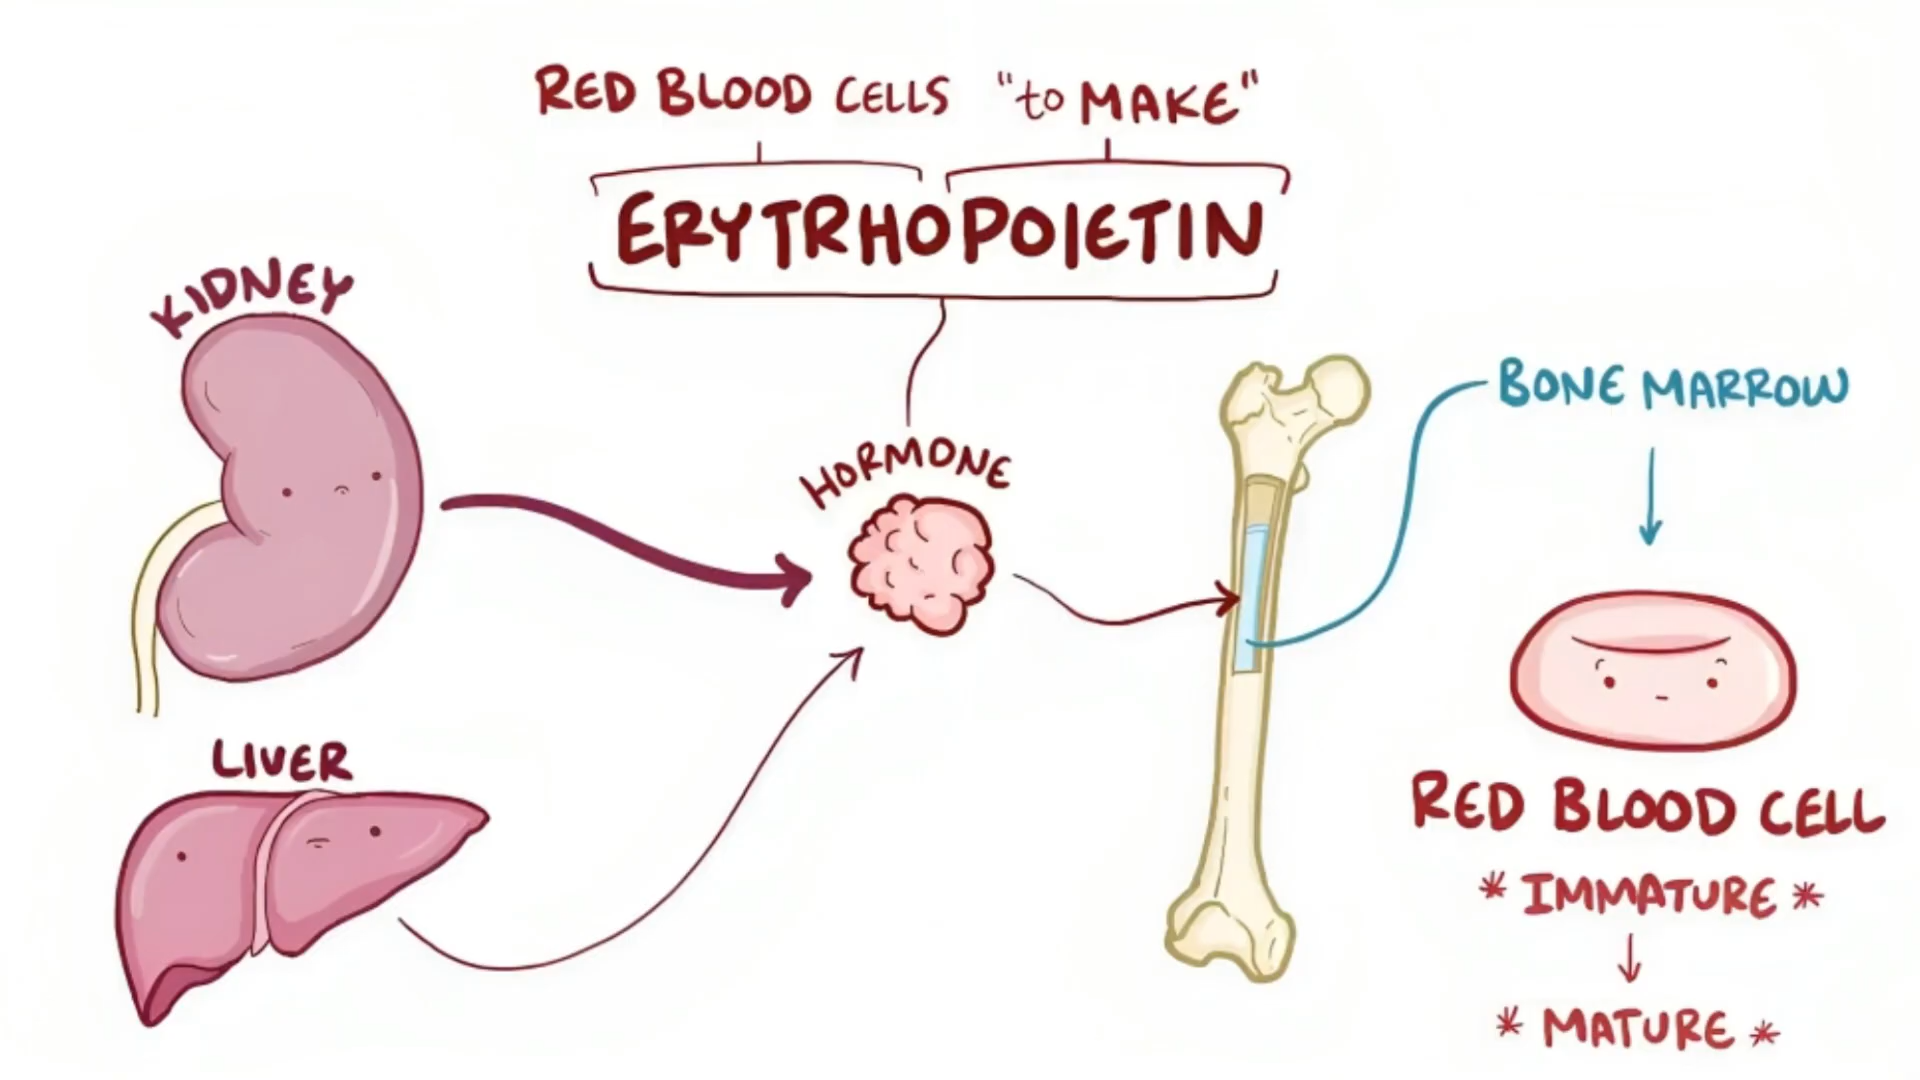 RED BLOOD CELLS "to MAKE"
ERYTRHOPOIETIN
KIDNEY
HORMONE
BONE MARROW
LIVER
RED BLOOD CELL
* IMMATURE *
* MATURE *